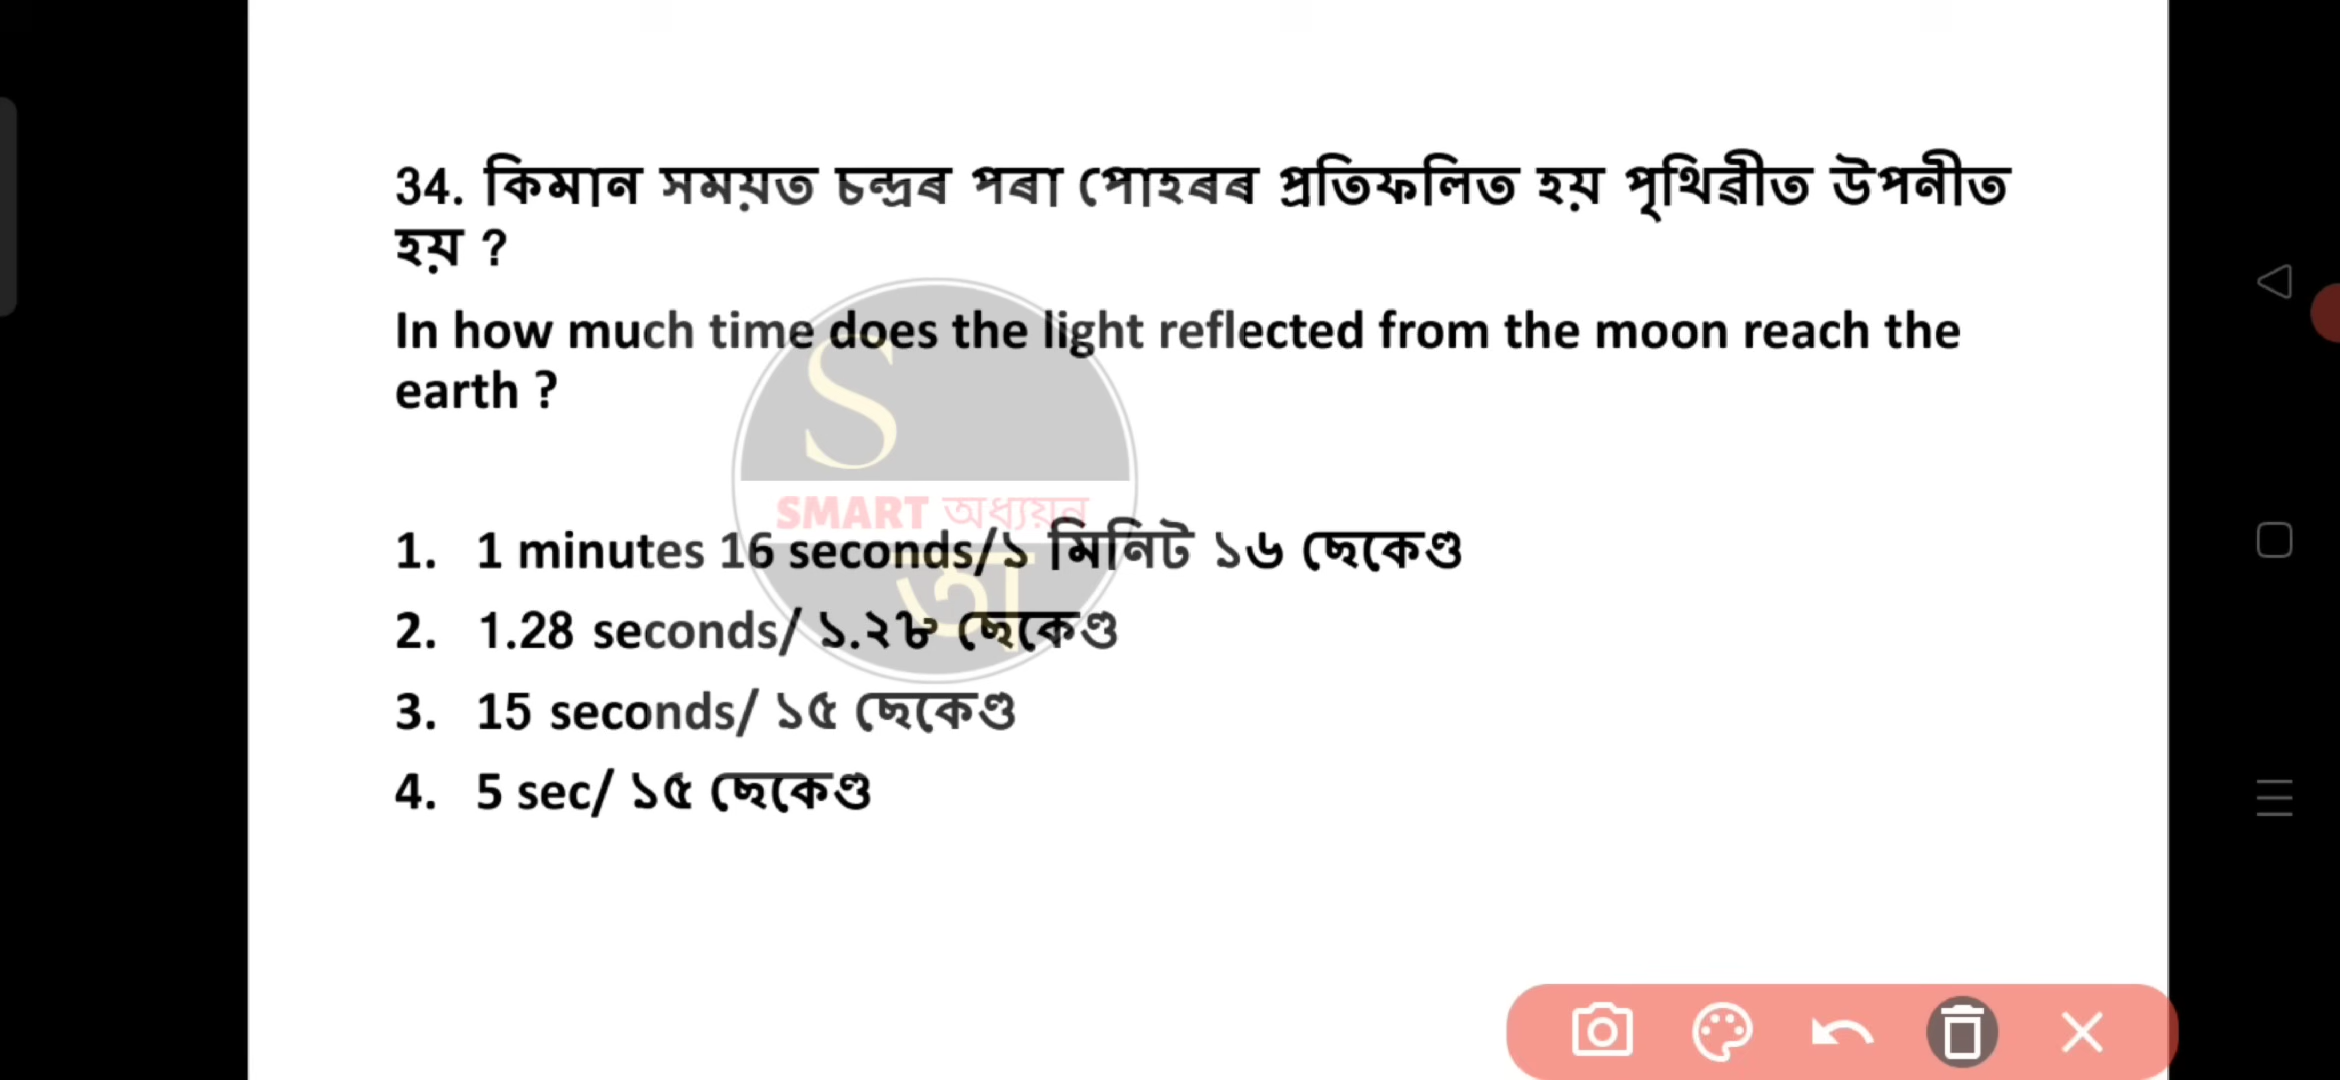 34. কিমান সময়ত চন্দ্ৰৰ পৰা পোহৰৰ প্ৰতিফলিত হয় পৃথিৱীত উপনীত
হয় ?
In how much time does the light reflected from the moon reach the
earth ?
S
SMART অধ্যয়ন
1. 1 minutes 16 seconds/১ মিনিট ১৬ ছেকেণ্ড
অ
2. 1.28 seconds/ ১.২৮ ছেকেণ্ড
3. 15 seconds/ ১৫ ছেকেণ্ড
4. 5 sec/ ১৫ ছেকেণ্ড